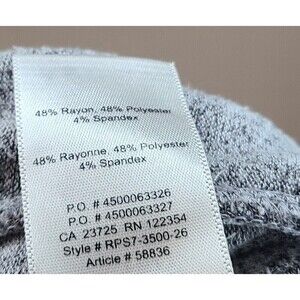 48% Rayon, 48% Polyester
4% Spandex
48% Rayonne, 48% Polyester
4% Spandex
P.O. # 4500063326
P.O. # 4500063327
CA 23725 RN 122354
Style # RPS7-3500-26
Article # 58836